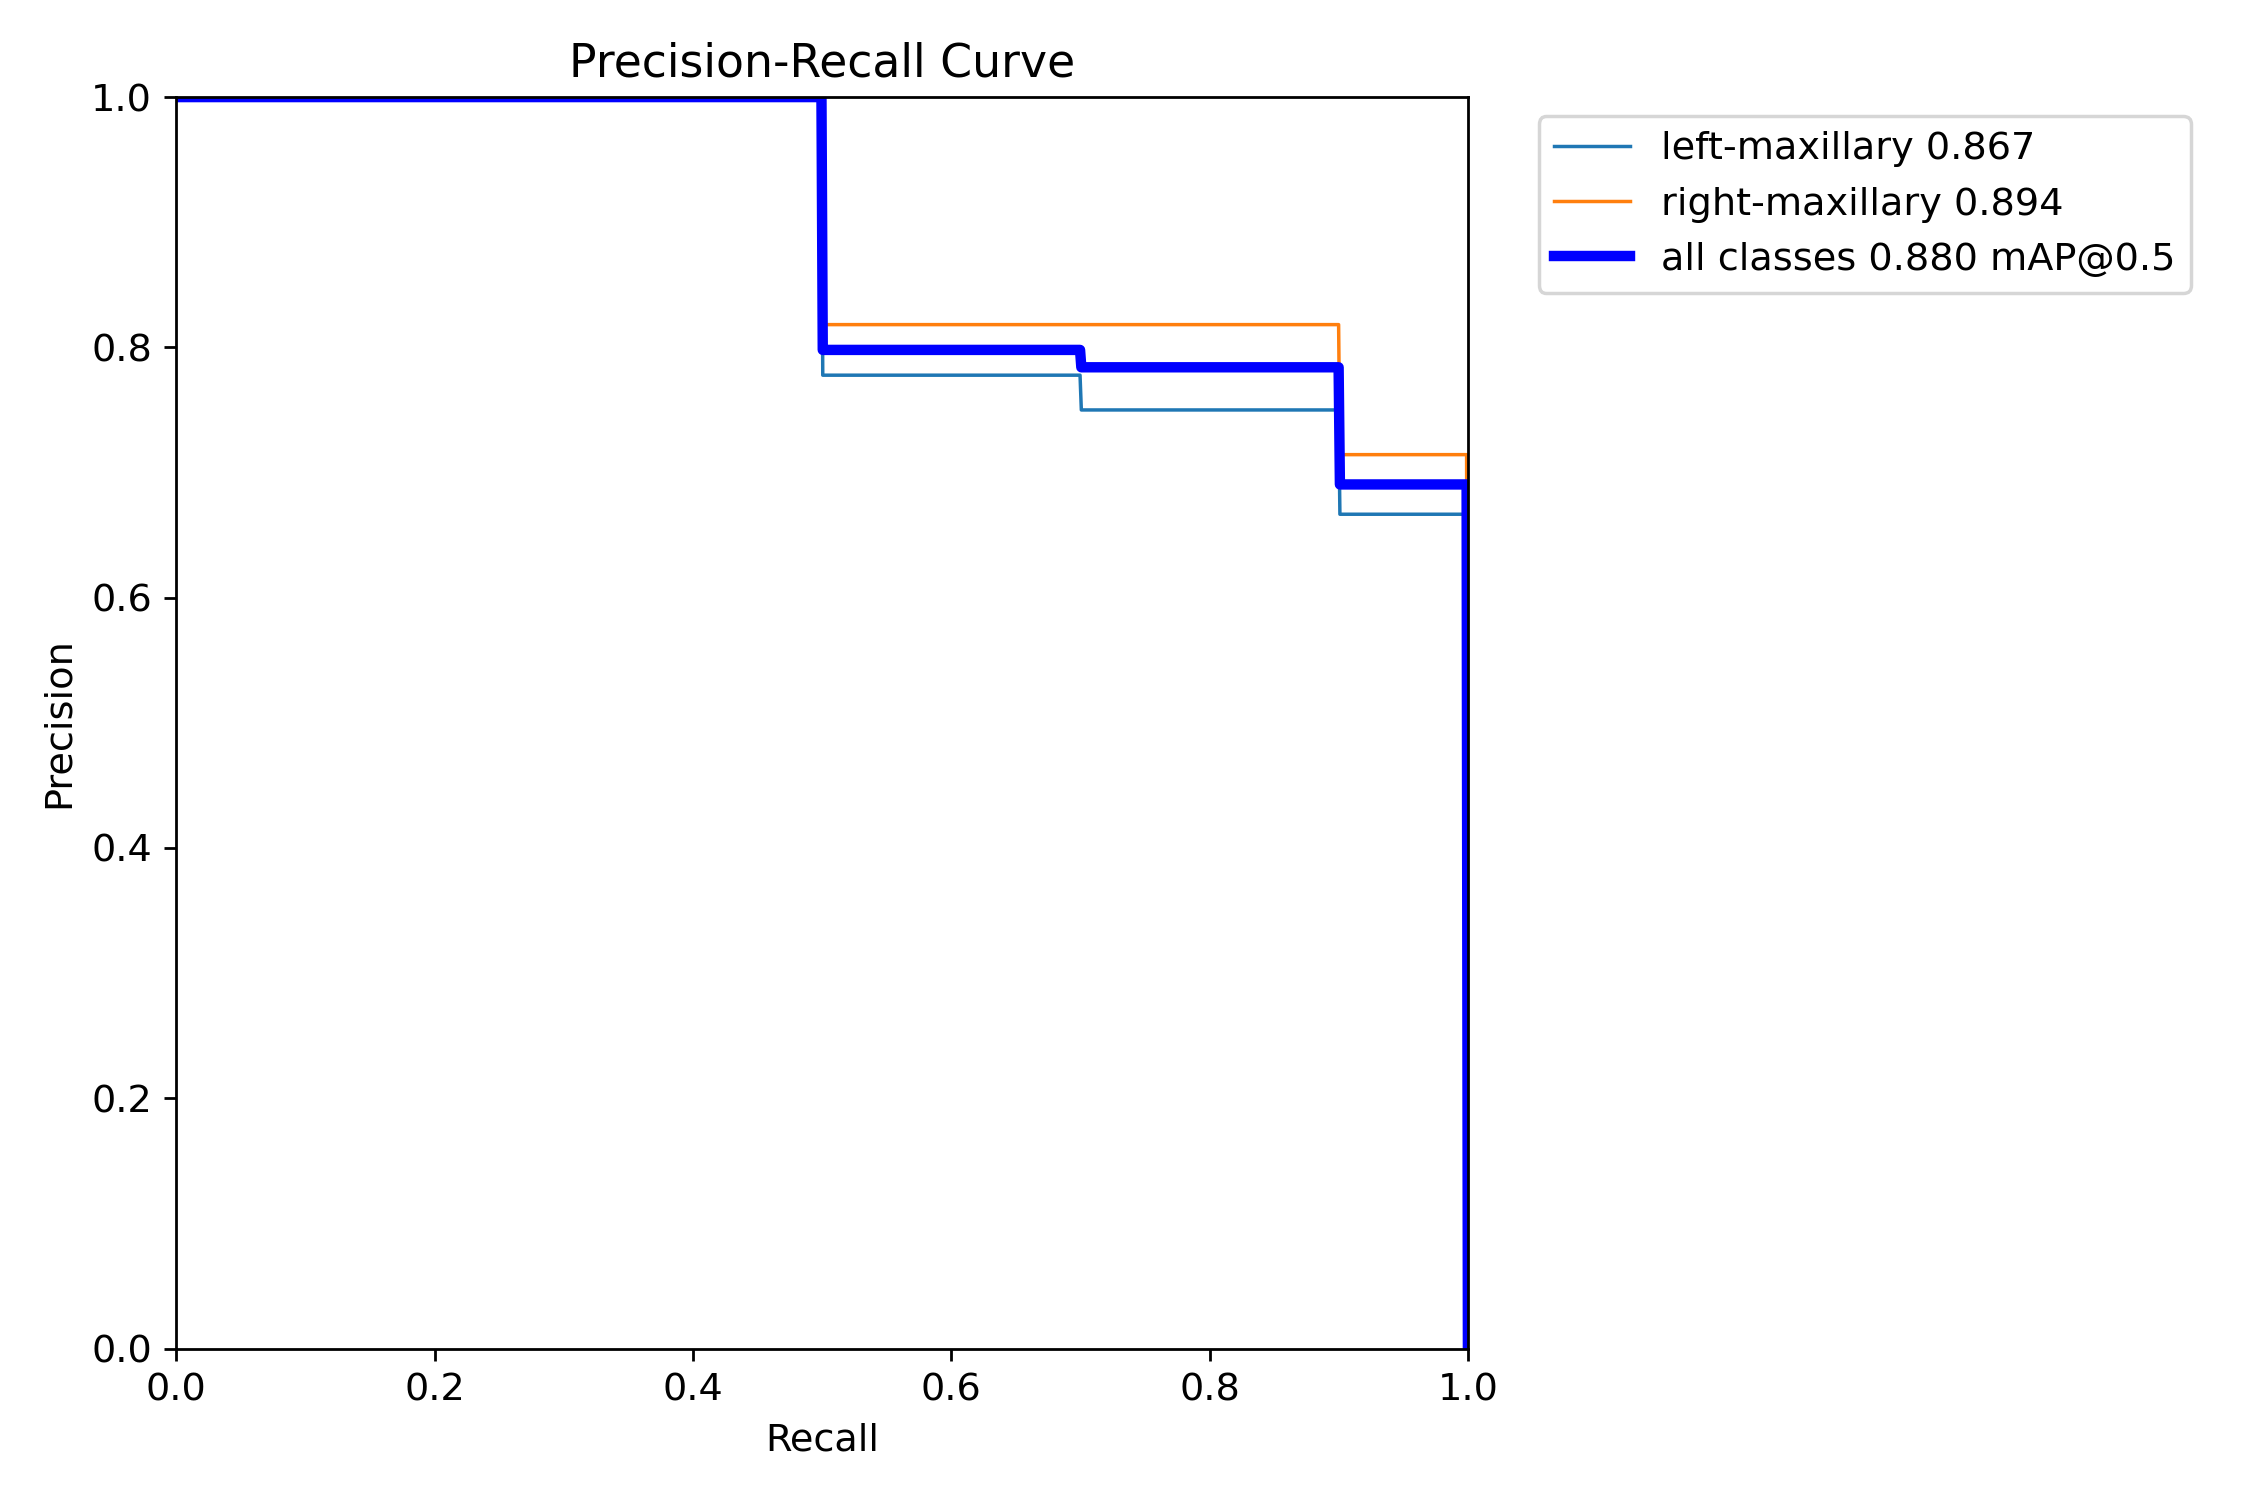 Precision-Recall Curve
1.0
0.8
0.6
0.4
0.2
0.0
Precision
0.0 0.2 0.4 0.6 0.8 1.0
Recall
left-maxillary 0.867
right-maxillary 0.894
all classes 0.880 mAP@0.5